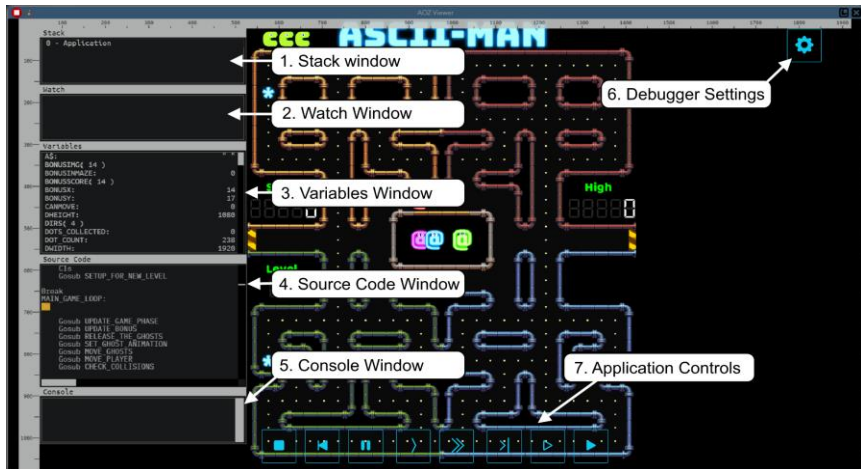 AOZ Viewer
Stack
0 - Application
Watch
Variables
A$: " "
BONUSIMG( 14 )
BONUSINMAZE: 0
BONUSSCORE( 14 )
BONUSX: 14
BONUSY: 17
CANMOVE: 0
DHEIGHT: 1080
DIRS( 4 )
DOTS_COLLECTED: 0
DOT_COUNT: 238
DWIDTH: 1920
Source Code
Cls
Gosub SETUP_FOR_NEW_LEVEL
Break
MAIN_GAME_LOOP:
Gosub UPDATE_GAME_PHASE
Gosub UPDATE_BONUS
Gosub RELEASE_THE_GHOSTS
Gosub SET_GHOST_ANIMATION
Gosub MOVE_GHOSTS
Gosub MOVE_PLAYER
Gosub CHECK_COLLISIONS
Console
ccc ASCII-MAN
1. Stack window
2. Watch Window
3. Variables Window
4. Source Code Window
5. Console Window
6. Debugger Settings
7. Application Controls
High
0
0
Level
@@ @